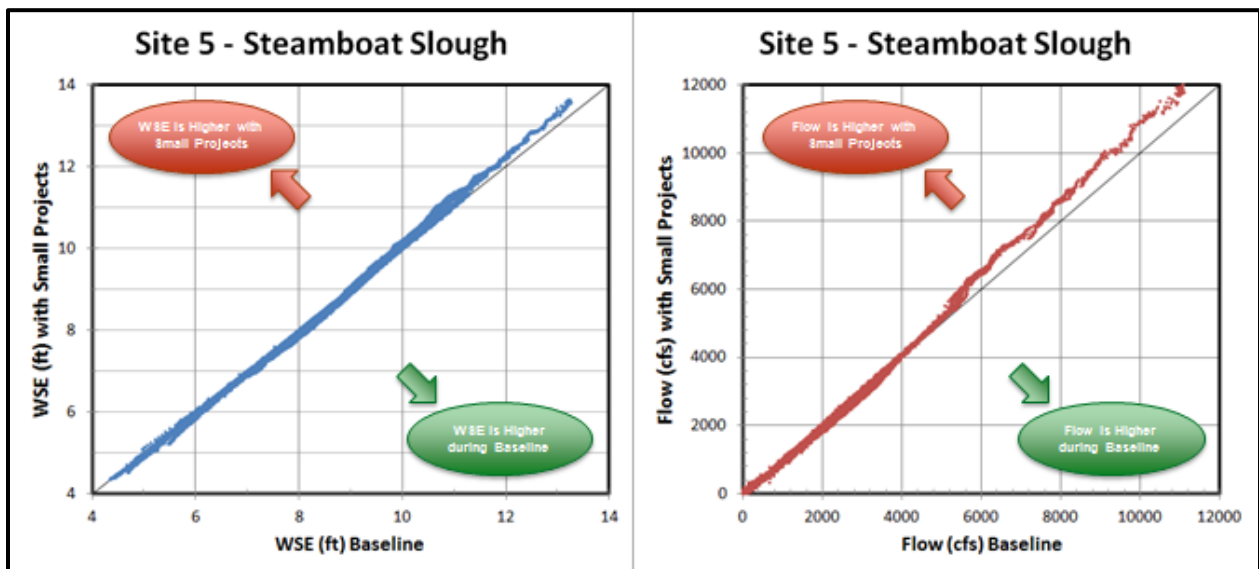 Site 5 - Steamboat Slough
14
12
10
8
6
4
4
6
8
10
12
14
WSE (ft) with Small Projects
WSE (ft) Baseline
WSE is Higher with
Small Projects
WSE is Higher
during Baseline
Site 5 - Steamboat Slough
12000
10000
8000
6000
4000
2000
0
0
2000
4000
6000
8000
10000
12000
Flow (cfs) with Small Projects
Flow (cfs) Baseline
Flow is Higher with
Small Projects
Flow is Higher
during Baseline